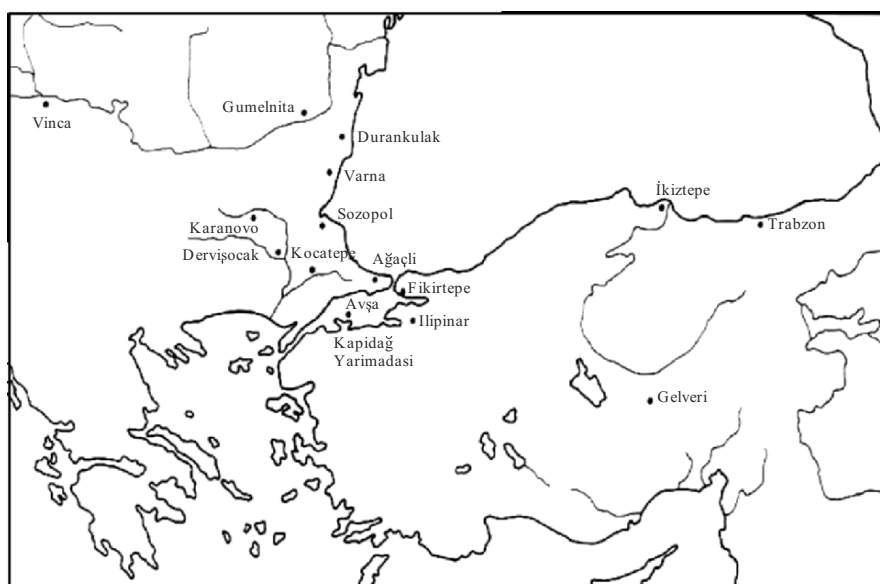 Gumelnita
Vinca
Durankulak
Varna
İkiztepe
Sozopol
Karanovo
Trabzon
Dervişocak
Kocatepe
Ağaçli
Fikirtepe
Avşa
Ilipinar
Kapidağ
Yarimadasi
Gelveri